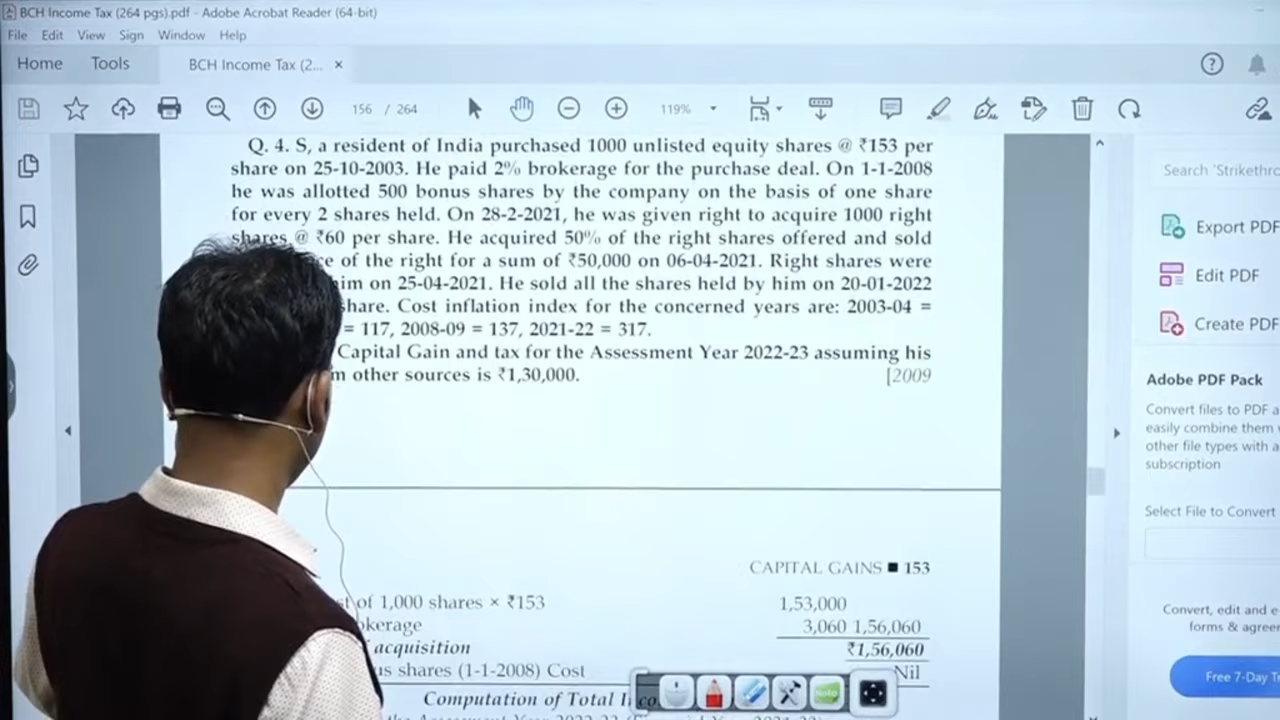 BCH Income Tax (264 pgs).pdf - Adobe Acrobat Reader (64-bit)
File Edit View Sign Window Help
Home Tools BCH Income Tax (2... ×
156 / 264 119%
Q. 4. S, a resident of India purchased 1000 unlisted equity shares @ ₹153 per
share on 25-10-2003. He paid 2% brokerage for the purchase deal. On 1-1-2008
he was allotted 500 bonus shares by the company on the basis of one share
for every 2 shares held. On 28-2-2021, he was given right to acquire 1000 right
shares @ ₹60 per share. He acquired 50% of the right shares offered and sold
of the right for a sum of ₹50,000 on 06-04-2021. Right shares were
him on 25-04-2021. He sold all the shares held by him on 20-01-2022
share. Cost inflation index for the concerned years are: 2003-04 =
= 117, 2008-09 = 137, 2021-22 = 317.
Capital Gain and tax for the Assessment Year 2022-23 assuming his
other sources is ₹1,30,000. [2009
CAPITAL GAINS ■ 153
of 1,000 shares × ₹153 1,53,000
3,060 1,56,060
acquisition ₹1,56,060
shares (1-1-2008) Cost Nil
Computation of Total
Search 'Strikethro
Export PDF
Edit PDF
Create PDF
Adobe PDF Pack
Convert files to PDF a
easily combine them
other file types with a
subscription
Select File to Convert
Convert, edit and e
forms & agree
Free 7-Day